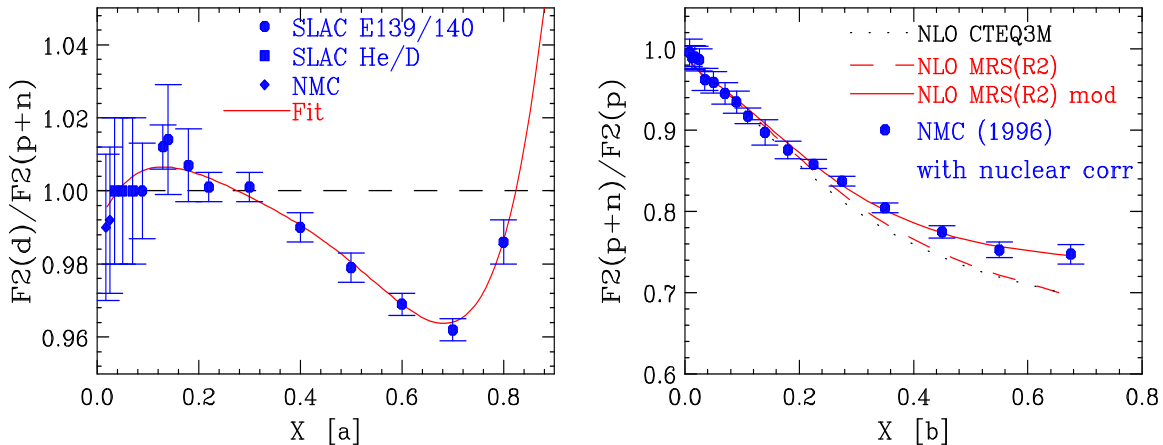 F2(d)/F2(p+n)
1.04
1.02
1.00
0.98
0.96
SLAC E139/140
SLAC He/D
NMC
Fit
0.0 0.2 0.4 0.6 0.8
X [a]
F2(p+n)/F2(p)
1.0
0.9
0.8
0.7
0.6
NLO CTEQ3M
NLO MRS(R2)
NLO MRS(R2) mod
NMC (1996)
with nuclear corr
0.0 0.2 0.4 0.6 0.8
X [b]